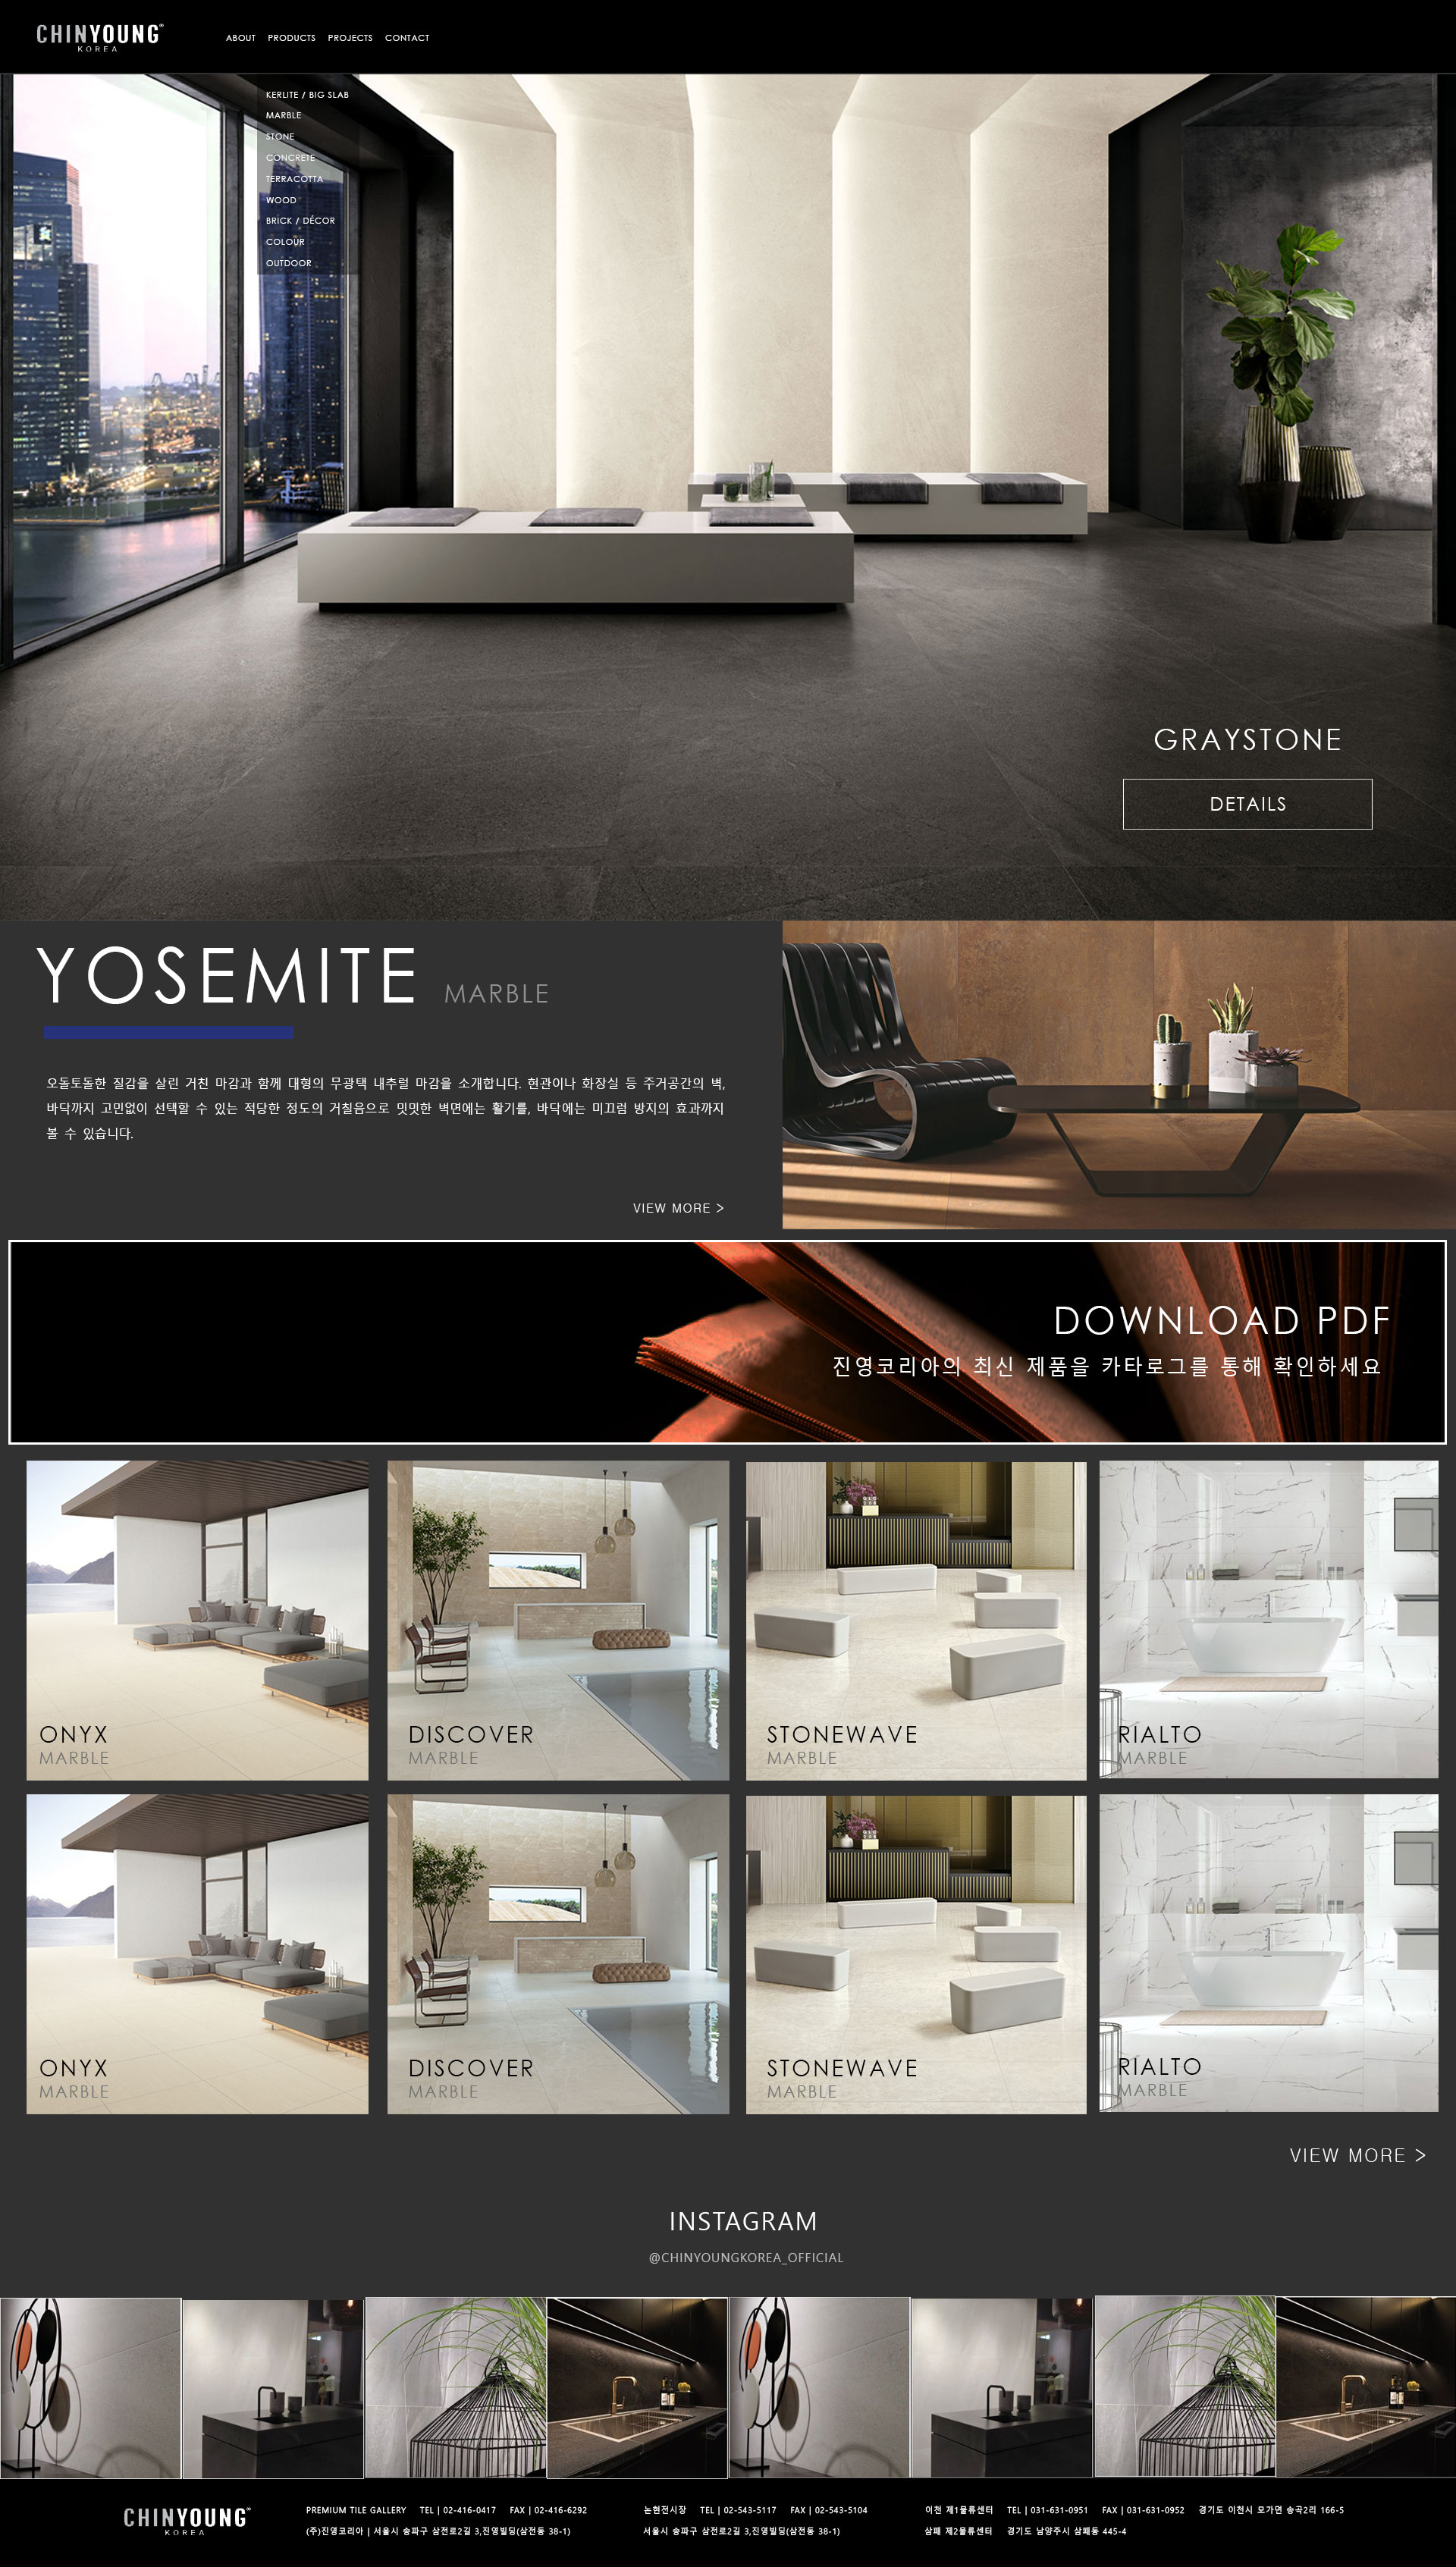 CHINYOUNG®
KOREA
ABOUT PRODUCTS PROJECTS CONTACT
KERLITE / BIG SLAB
MARBLE
STONE
CONCRETE
TERRACOTTA
WOOD
BRICK / DÉCOR
COLOUR
OUTDOOR
GRAYSTONE
DETAILS
YOSEMITE MARBLE
오돌토돌한 질감을 살린 거친 마감과 함께 대형의 무광택 내추럴 마감을 소개합니다. 현관이나 화장실 등 주거공간의 벽,
바닥까지 고민없이 선택할 수 있는 적당한 정도의 거칠음으로 밋밋한 벽면에는 활기를, 바닥에는 미끄럼 방지의 효과까지
볼 수 있습니다.
VIEW MORE >
DOWNLOAD PDF
진영코리아의 최신 제품을 카타로그를 통해 확인하세요
ONYX
MARBLE
DISCOVER
MARBLE
STONEWAVE
MARBLE
RIALTO
MARBLE
ONYX
MARBLE
DISCOVER
MARBLE
STONEWAVE
MARBLE
RIALTO
MARBLE
VIEW MORE >
INSTAGRAM
@CHINYOUNGKOREA_OFFICIAL
CHINYOUNG®
KOREA
PREMIUM TILE GALLERY TEL | 02-416-0417 FAX | 02-416-6292
(주)진영코리아 | 서울시 송파구 삼전로2길 3,진영빌딩(삼전동 38-1)
논현전시장 TEL | 02-543-5117 FAX | 02-543-5104
서울시 송파구 삼전로2길 3,진영빌딩(삼전동 38-1)
이천 제1물류센터 TEL | 031-631-0951 FAX | 031-631-0952 경기도 이천시 모가면 송곡2리 166-5
삼패 제2물류센터 경기도 남양주시 삼패동 445-4